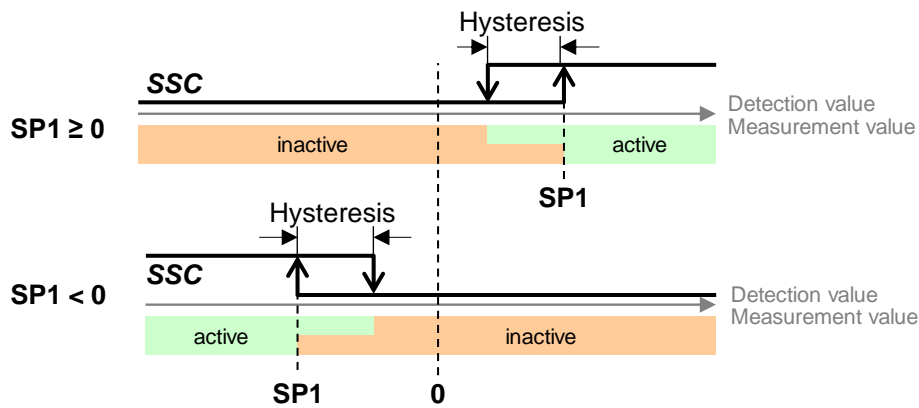 Hysteresis
SSC
SP1 ≥ 0
Detection value
Measurement value
inactive
active
SP1
Hysteresis
SSC
SP1 < 0
Detection value
Measurement value
active
inactive
SP1
0